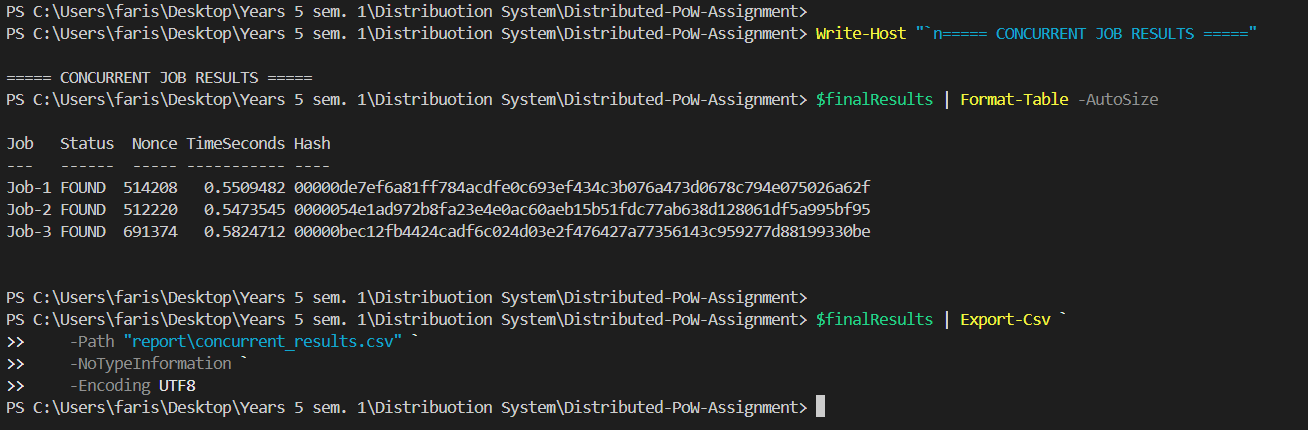 PS C:\Users\faris\Desktop\Years 5 sem. 1\Distribuotion System\Distributed-PoW-Assignment>
PS C:\Users\faris\Desktop\Years 5 sem. 1\Distribuotion System\Distributed-PoW-Assignment> Write-Host "`n===== CONCURRENT JOB RESULTS ====="
===== CONCURRENT JOB RESULTS =====
PS C:\Users\faris\Desktop\Years 5 sem. 1\Distribuotion System\Distributed-PoW-Assignment> $finalResults | Format-Table -AutoSize
Job   Status  Nonce TimeSeconds Hash
---   ------  ----- ----------- ----
Job-1 FOUND  514208   0.5509482 00000de7ef6a81ff784acdfe0c693ef434c3b076a473d0678c794e075026a62f
Job-2 FOUND  512220   0.5473545 0000054e1ad972b8fa23e4e0ac60aeb15b51fdc77ab638d128061df5a995bf95
Job-3 FOUND  691374   0.5824712 00000bec12fb4424cadf6c024d03e2f476427a77356143c959277d88199330be
PS C:\Users\faris\Desktop\Years 5 sem. 1\Distribuotion System\Distributed-PoW-Assignment>
PS C:\Users\faris\Desktop\Years 5 sem. 1\Distribuotion System\Distributed-PoW-Assignment> $finalResults | Export-Csv `
>>     -Path "report\concurrent_results.csv" `
>>     -NoTypeInformation `
>>     -Encoding UTF8
PS C:\Users\faris\Desktop\Years 5 sem. 1\Distribuotion System\Distributed-PoW-Assignment>